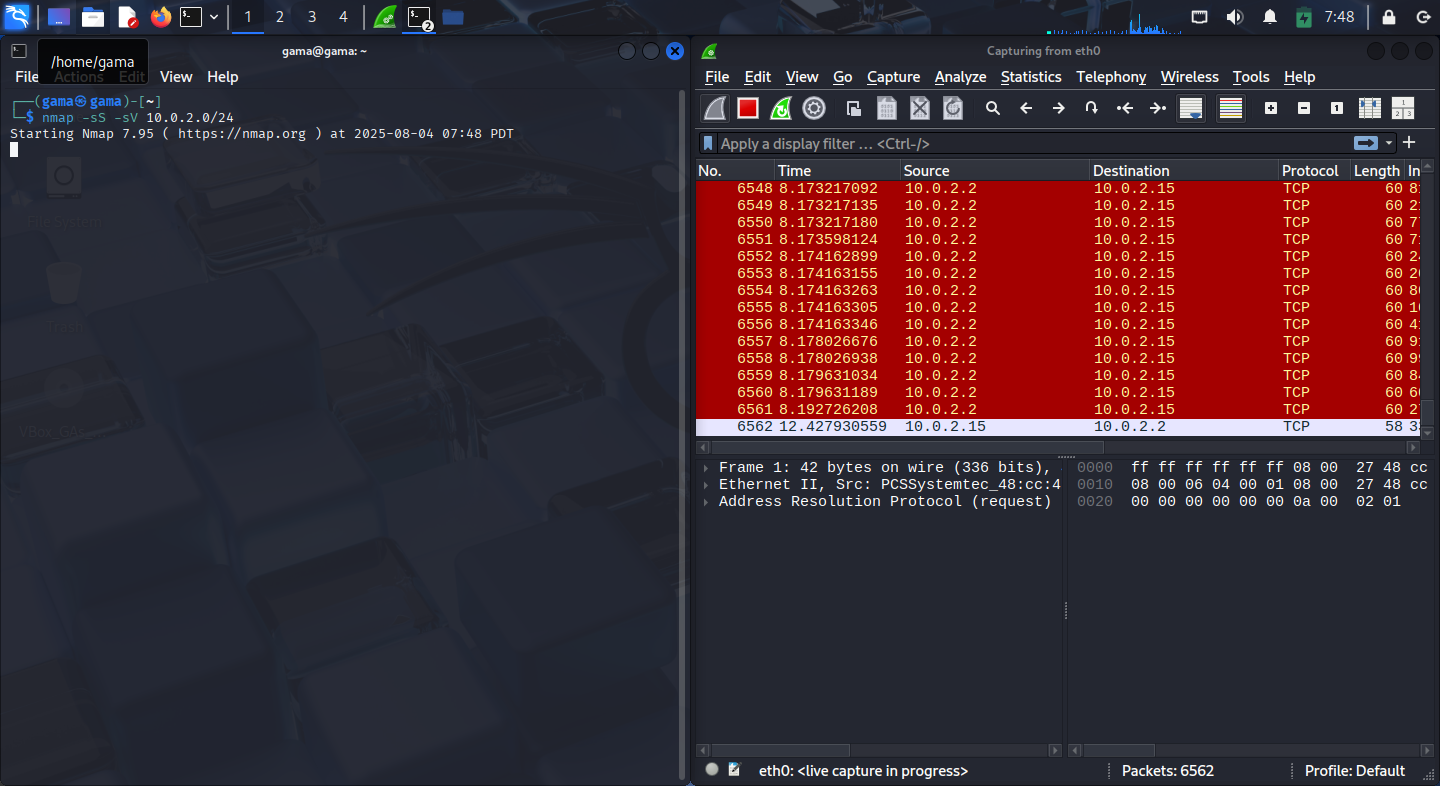 1 2 3 4 2 7:48
gama@gama: ~
/home/gama
File Actions Edit View Help
┌──(gama㉿gama)-[~]
└─$ nmap -sS -sV 10.0.2.0/24
Starting Nmap 7.95 ( https://nmap.org ) at 2025-08-04 07:48 PDT
File System
Trash
Capturing from eth0
File Edit View Go Capture Analyze Statistics Telephony Wireless Tools Help
Apply a display filter ... <Ctrl-/>
No. Time Source Destination Protocol Length In
6548 8.173217092 10.0.2.2 10.0.2.15 TCP 60 81
6549 8.173217135 10.0.2.2 10.0.2.15 TCP 60
6550 8.173217180 10.0.2.2 10.0.2.15 TCP 60
6551 8.173598124 10.0.2.2 10.0.2.15 TCP 60
6552 8.174162899 10.0.2.2 10.0.2.15 TCP 60
6553 8.174163155 10.0.2.2 10.0.2.15 TCP 60
6554 8.174163263 10.0.2.2 10.0.2.15 TCP 60
6555 8.174163305 10.0.2.2 10.0.2.15 TCP 60
6556 8.174163346 10.0.2.2 10.0.2.15 TCP 60
6557 8.178026676 10.0.2.2 10.0.2.15 TCP 60
6558 8.178026938 10.0.2.2 10.0.2.15 TCP 60
6559 8.179631034 10.0.2.2 10.0.2.15 TCP 60
6560 8.179631189 10.0.2.2 10.0.2.15 TCP 60
6561 8.192726208 10.0.2.2 10.0.2.15 TCP 60
6562 12.427930559 10.0.2.15 10.0.2.2 TCP 58
Frame 1: 42 bytes on wire (336 bits),
Ethernet II, Src: PCSSystemtec_48:cc:4
Address Resolution Protocol (request)
0000 ff ff ff ff ff ff 08 00 27 48 cc
0010 08 00 06 04 00 01 08 00 27 48 cc
0020 00 00 00 00 00 00 0a 00 02 01
eth0: <live capture in progress> Packets: 6562 Profile: Default